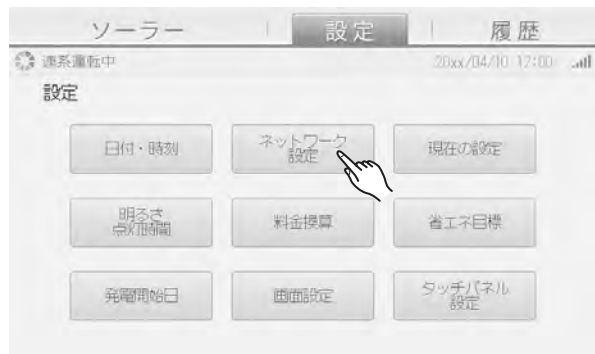 ソーラー 設定 履歴
連系運転中 20xx/04/10 17:00
設定
日付・時刻 ネットワーク 現在の設定
設定
明るさ 料金換算 省エネ目標
点灯時間
発電開始日 画面設定 タッチパネル
設定